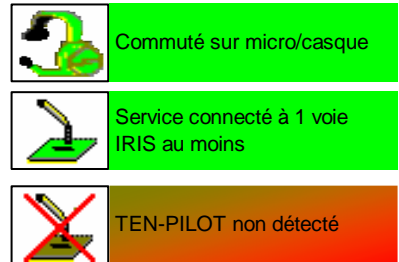 Commuté sur micro/casque
Service connecté à 1 voie
IRIS au moins
TEN-PILOT non détecté